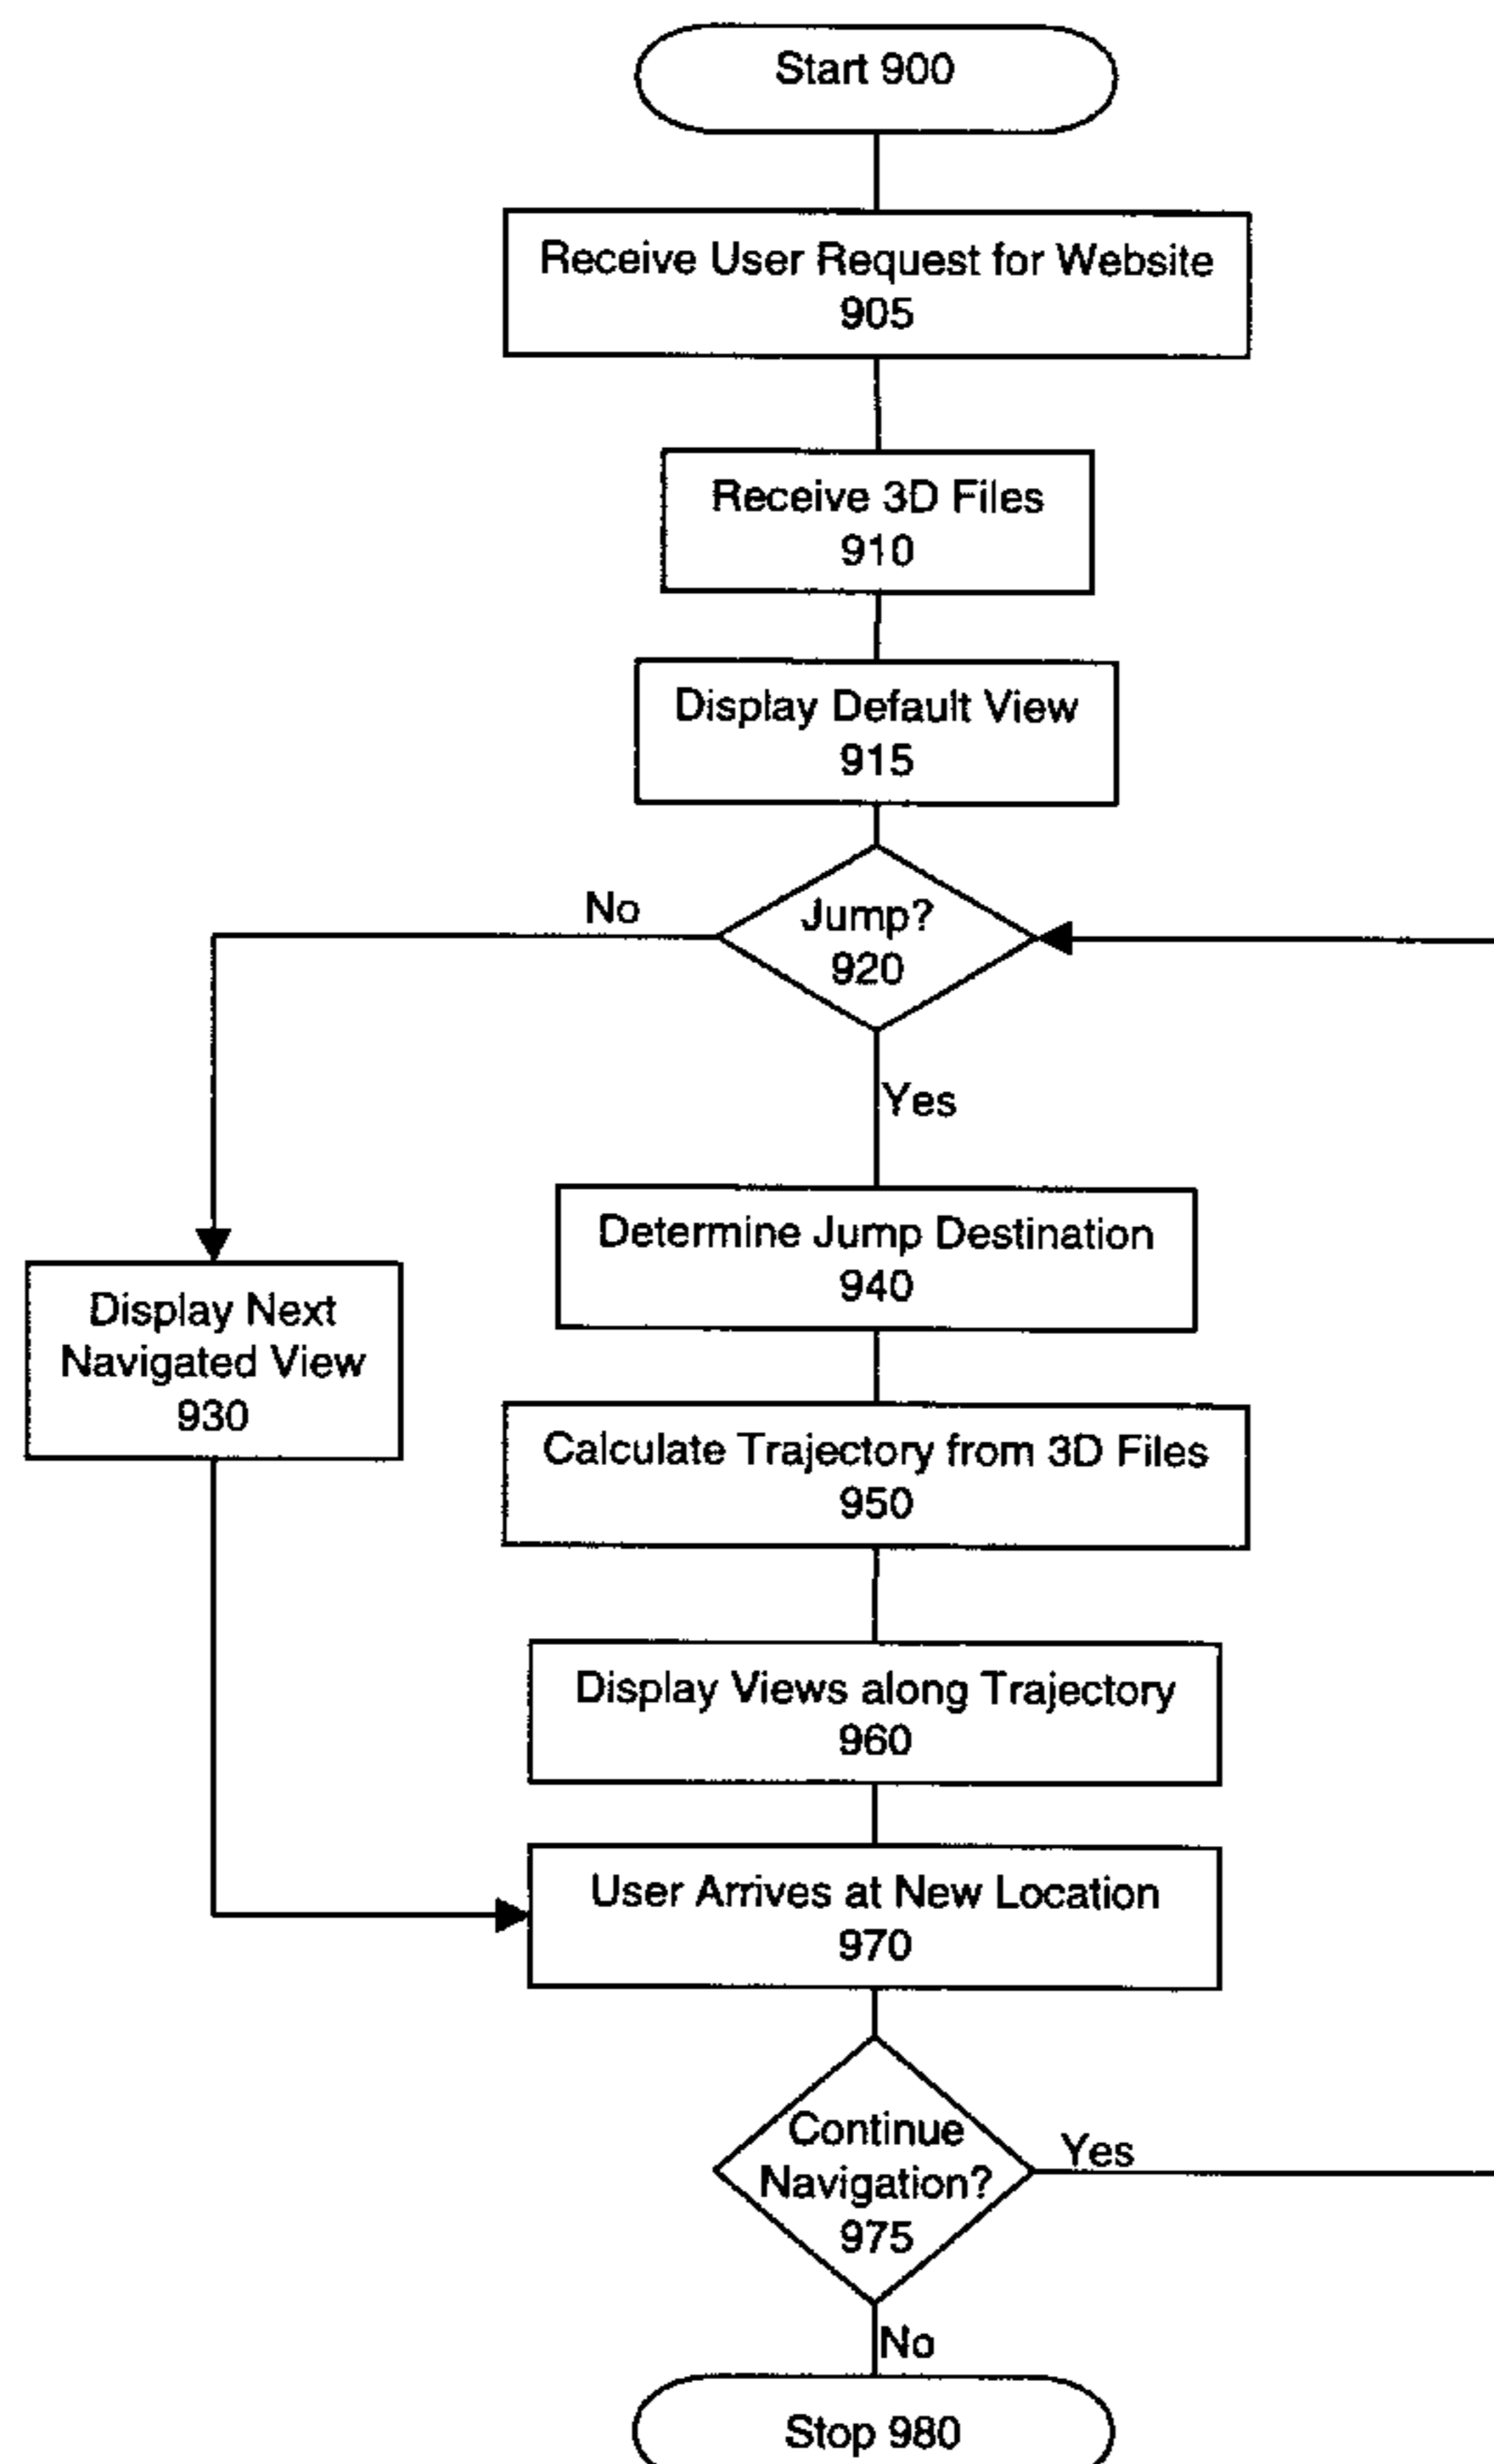 Start 900
Receive User Request for Website
905
Receive 3D Files
910
Display Default View
915
No
Jump?
920
Yes
Determine Jump Destination
940
Display Next
Navigated View
930
Calculate Trajectory from 3D Files
950
Display Views along Trajectory
960
User Arrives at New Location
970
Continue
Navigation?
975
Yes
No
Stop 980